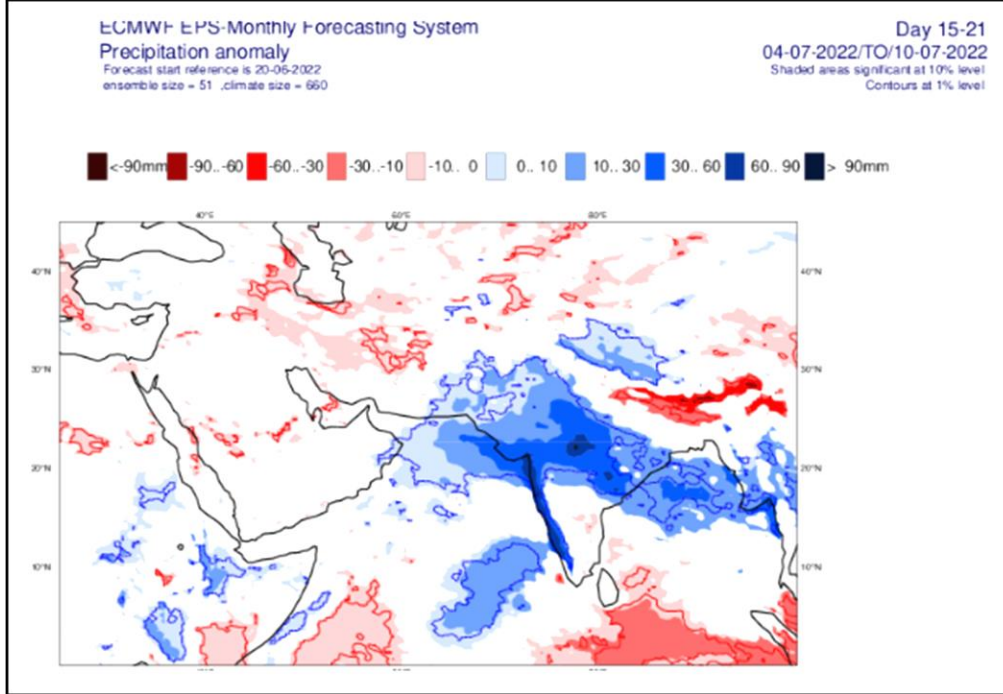 ECMWF EPS-Monthly Forecasting System
Precipitation anomaly
Forecast start reference is 20-06-2022
ensemble size = 51 ,climate size = 660
Day 15-21
04-07-2022/TO/10-07-2022
Shaded areas significant at 10% level
Contours at 1% level
<-90mm -90..-60 -60..-30 -30..-10 -10.. 0 0.. 10 10.. 30 30.. 60 60.. 90 > 90mm
40°N 40°N
30°N 30°N
20°N 20°N
10°N 10°N